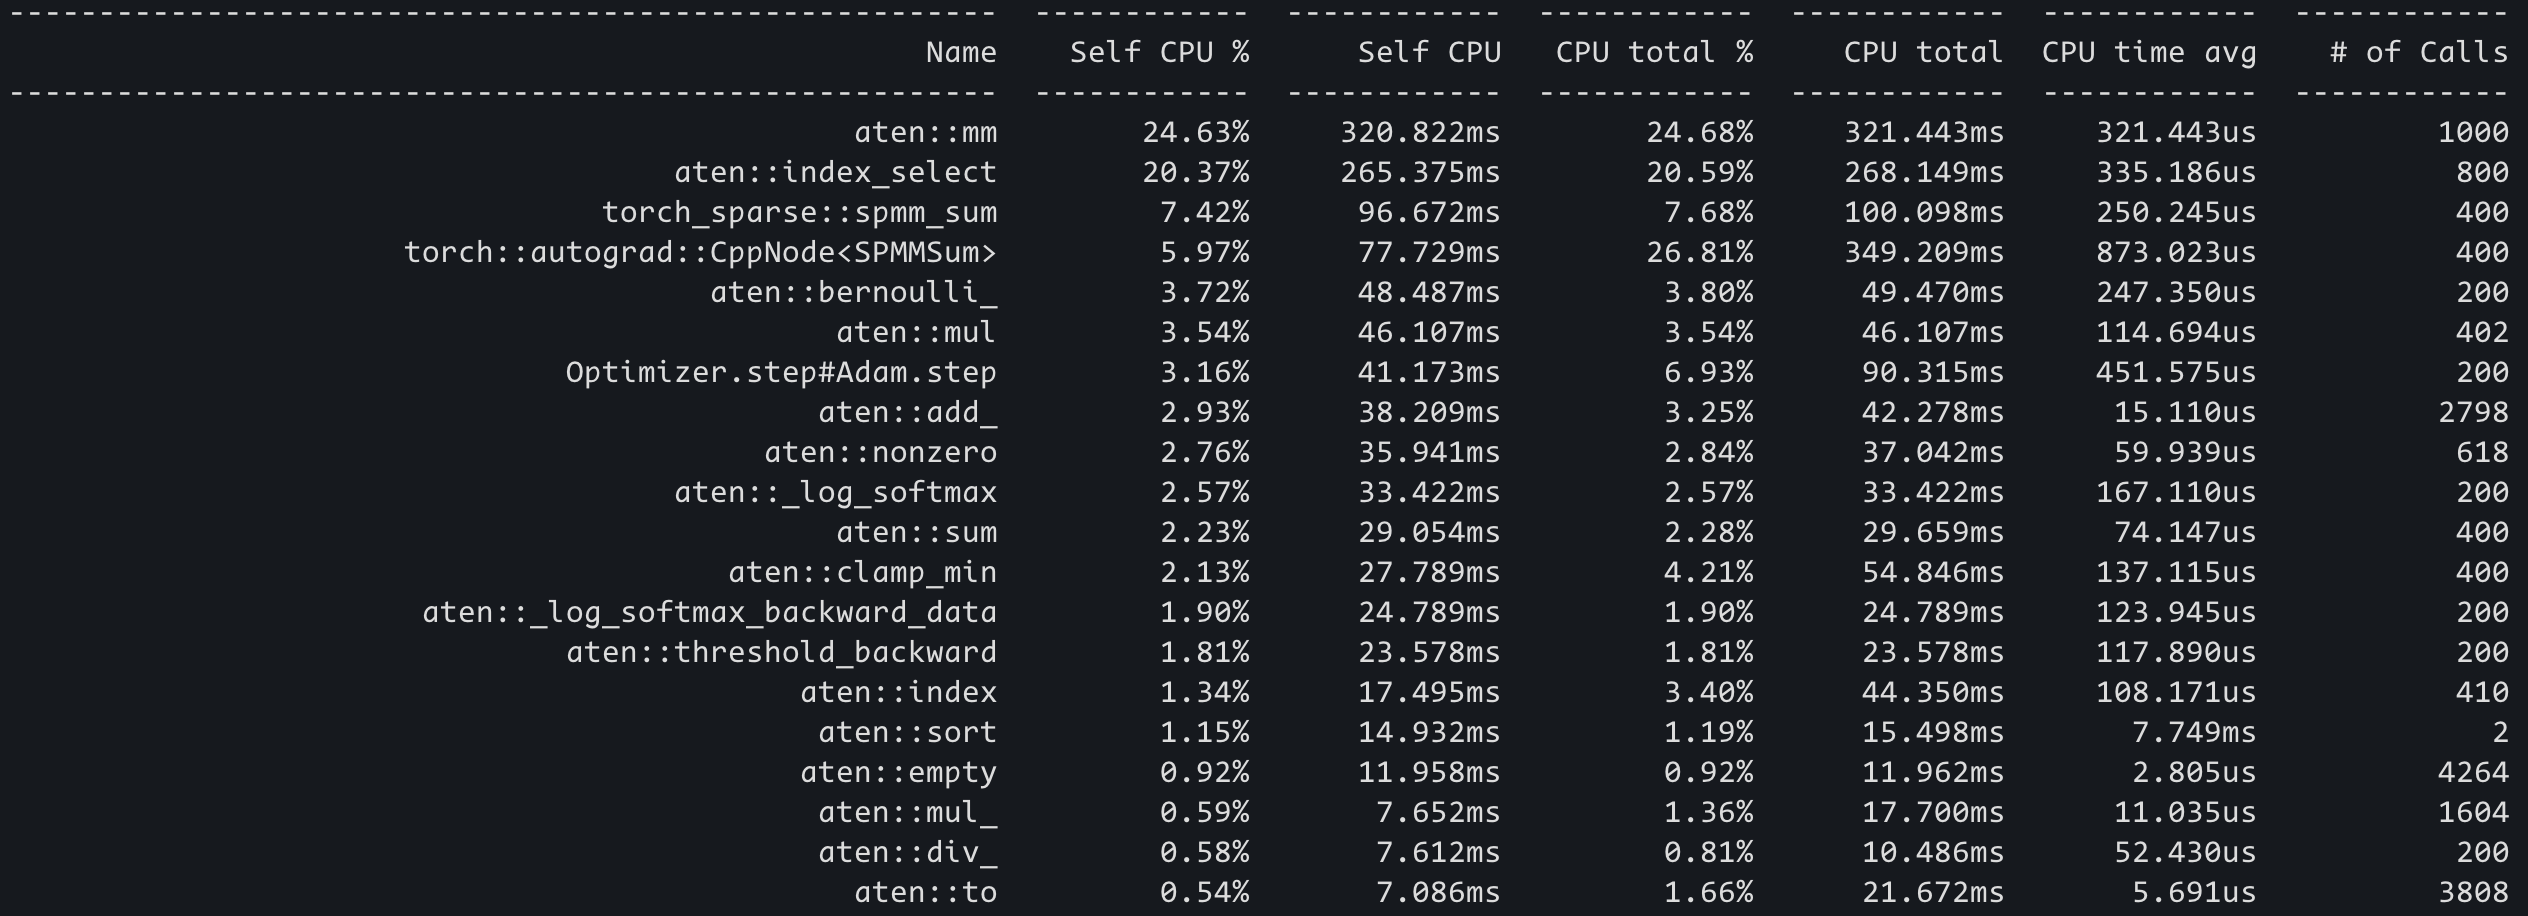 -------------------------------------------------------  ------------  ------------  ------------  ------------  ------------  ------------
Name    Self CPU %      Self CPU   CPU total %     CPU total  CPU time avg    # of Calls
-------------------------------------------------------  ------------  ------------  ------------  ------------  ------------  ------------
aten::mm        24.63%     320.822ms        24.68%     321.443ms     321.443us          1000
aten::index_select        20.37%     265.375ms        20.59%     268.149ms     335.186us           800
torch_sparse::spmm_sum         7.42%      96.672ms         7.68%     100.098ms     250.245us           400
torch::autograd::CppNode<SPMMSum>         5.97%      77.729ms        26.81%     349.209ms     873.023us           400
aten::bernoulli_         3.72%      48.487ms         3.80%      49.470ms     247.350us           200
aten::mul         3.54%      46.107ms         3.54%      46.107ms     114.694us           402
Optimizer.step#Adam.step         3.16%      41.173ms         6.93%      90.315ms     451.575us           200
aten::add_         2.93%      38.209ms         3.25%      42.278ms      15.110us          2798
aten::nonzero         2.76%      35.941ms         2.84%      37.042ms      59.939us           618
aten::_log_softmax         2.57%      33.422ms         2.57%      33.422ms     167.110us           200
aten::sum         2.23%      29.054ms         2.28%      29.659ms      74.147us           400
aten::clamp_min         2.13%      27.789ms         4.21%      54.846ms     137.115us           400
aten::_log_softmax_backward_data         1.90%      24.789ms         1.90%      24.789ms     123.945us           200
aten::threshold_backward         1.81%      23.578ms         1.81%      23.578ms     117.890us           200
aten::index         1.34%      17.495ms         3.40%      44.350ms     108.171us           410
aten::sort         1.15%      14.932ms         1.19%      15.498ms       7.749ms             2
aten::empty         0.92%      11.958ms         0.92%      11.962ms       2.805us          4264
aten::mul_         0.59%       7.652ms         1.36%      17.700ms      11.035us          1604
aten::div_         0.58%       7.612ms         0.81%      10.486ms      52.430us           200
aten::to         0.54%       7.086ms         1.66%      21.672ms       5.691us          3808